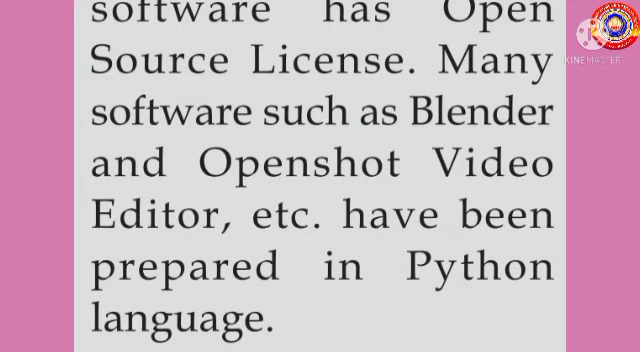 software has Open
Source License. Many
software such as Blender
and Openshot Video
Editor, etc. have been
prepared in Python
language.
KINEMASTER